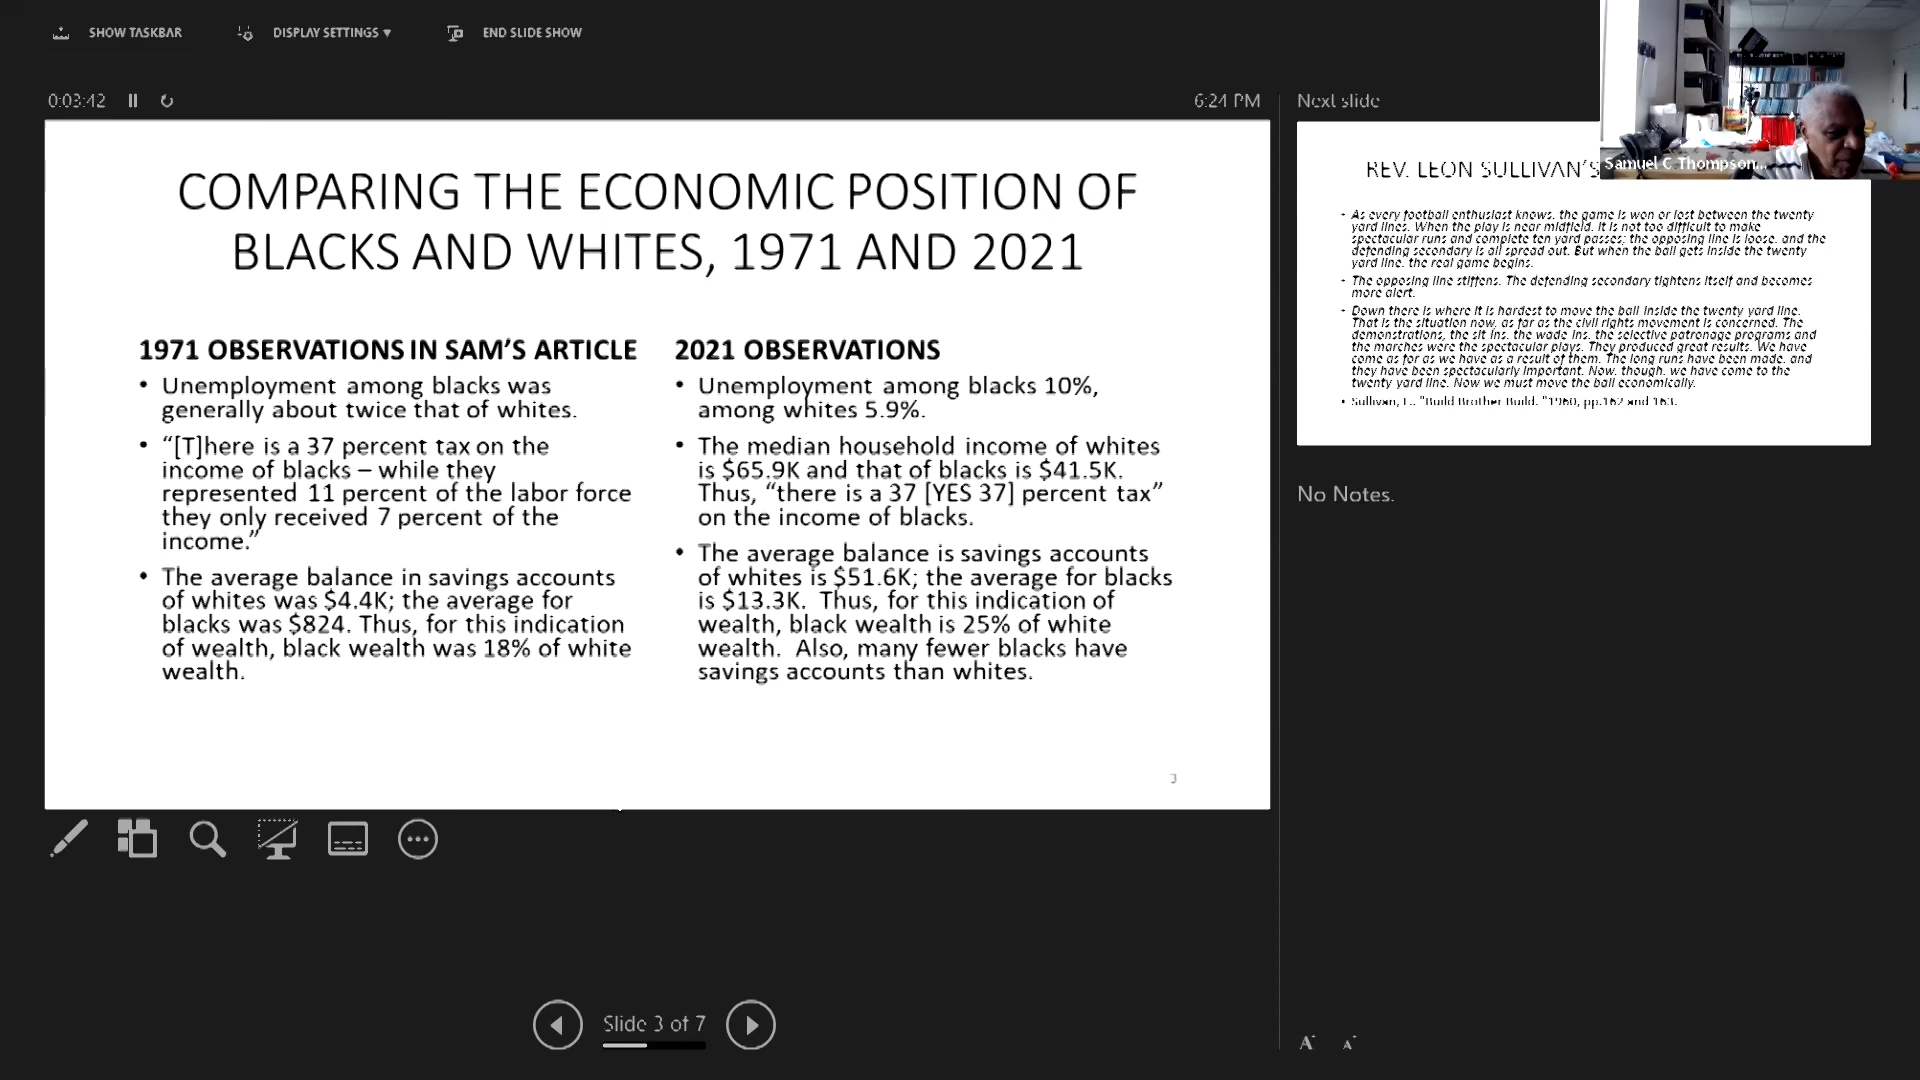 SHOW TASKBAR
DISPLAY SETTINGS ▾
END SLIDE SHOW
0:03:42
6:24 PM
Next slide
COMPARING THE ECONOMIC POSITION OF
BLACKS AND WHITES, 1971 AND 2021
1971 OBSERVATIONS IN SAM'S ARTICLE
• Unemployment among blacks was
generally about twice that of whites.
• “[T]here is a 37 percent tax on the
income of blacks – while they
represented 11 percent of the labor force
they only received 7 percent of the
income.”
• The average balance in savings accounts
of whites was $4.4K; the average for
blacks was $824. Thus, for this indication
of wealth, black wealth was 18% of white
wealth.
2021 OBSERVATIONS
• Unemployment among blacks 10%,
among whites 5.9%.
• The median household income of whites
is $65.9K and that of blacks is $41.5K.
Thus, “there is a 37 [YES 37] percent tax”
on the income of blacks.
• The average balance is savings accounts
of whites is $51.6K; the average for blacks
is $13.3K. Thus, for this indication of
wealth, black wealth is 25% of white
wealth. Also, many fewer blacks have
savings accounts than whites.
3
Samuel C Thompson...
REV. LEON SULLIVAN'S
• As every football enthusiast knows, the game is won or lost between the twenty
yard lines. When the play is near midfield, it is not too difficult to make
spectacular runs and complete ten yard passes; the opposing line is loose, and the
defending secondary is all spread out. But when the ball gets inside the twenty
yard line, the real game begins.
• The opposing line stiffens. The defending secondary tightens itself and becomes
more alert.
• Down there is where it is hardest to move the ball inside the twenty yard line.
That is the situation now, as far as the civil rights movement is concerned. The
demonstrations, the sit ins, the wade ins, the selective patronage programs and
the marches were the spectacular plays. They produced great results. We have
come as far as we have as a result of them. The long runs have been made, and
they have been spectacularly important. Now, though, we have come to the
twenty yard line. Now we must move the ball economically.
• Sullivan, L., "Build Brother Build, "1960, pp.162 and 163.
No Notes.
Slide 3 of 7
A A